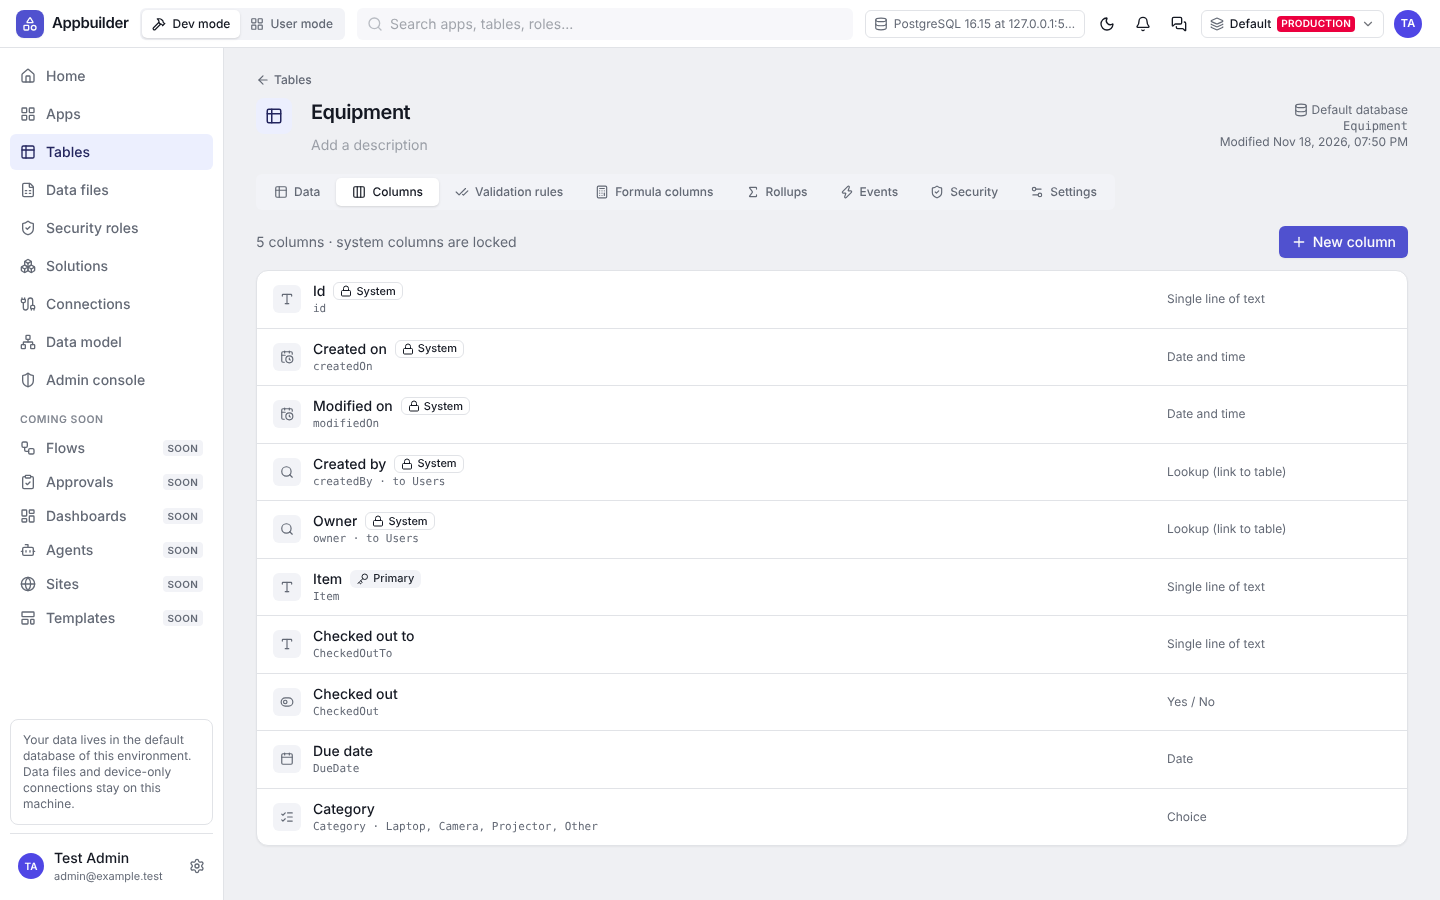 Appbuilder
Dev mode
User mode
Search apps, tables, roles...
PostgreSQL 16.15 at 127.0.0.1:5...
Default PRODUCTION
TA
Home
Apps
Tables
Data files
Security roles
Solutions
Connections
Data model
Admin console
COMING SOON
Flows SOON
Approvals SOON
Dashboards SOON
Agents SOON
Sites SOON
Templates SOON
Your data lives in the default
database of this environment.
Data files and device-only
connections stay on this
machine.
TA
Test Admin
admin@example.test
Tables
Equipment
Add a description
Default database
Equipment
Modified Nov 18, 2026, 07:50 PM
Data
Columns
Validation rules
Formula columns
Rollups
Events
Security
Settings
5 columns · system columns are locked
New column
Id System
id
Single line of text
Created on System
createdOn
Date and time
Modified on System
modifiedOn
Date and time
Created by System
createdBy · to Users
Lookup (link to table)
Owner System
owner · to Users
Lookup (link to table)
Item Primary
Item
Single line of text
Checked out to
CheckedOutTo
Single line of text
Checked out
CheckedOut
Yes / No
Due date
DueDate
Date
Category
Category · Laptop, Camera, Projector, Other
Choice